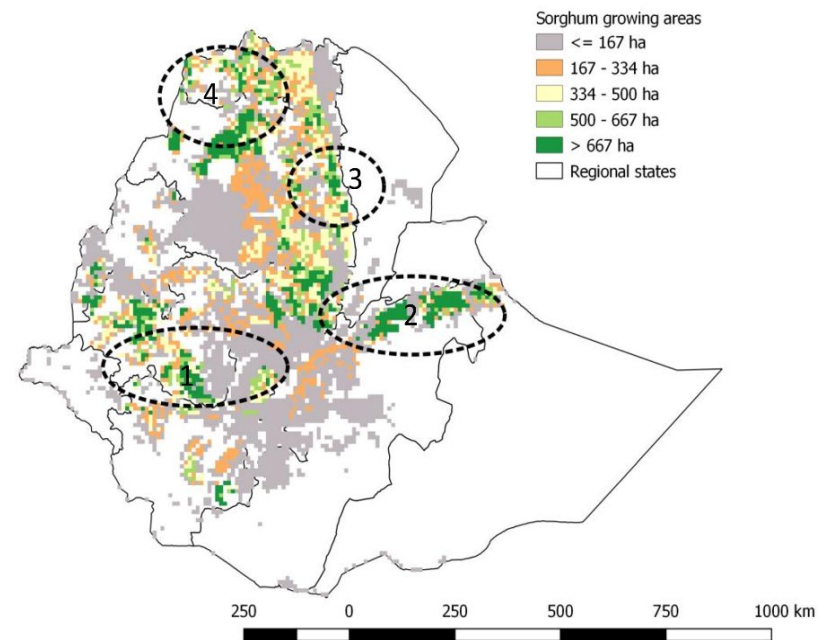 Sorghum growing areas
<= 167 ha
167 - 334 ha
334 - 500 ha
500 - 667 ha
> 667 ha
Regional states
4
3
2
1
250 0 250 500 750 1000 km